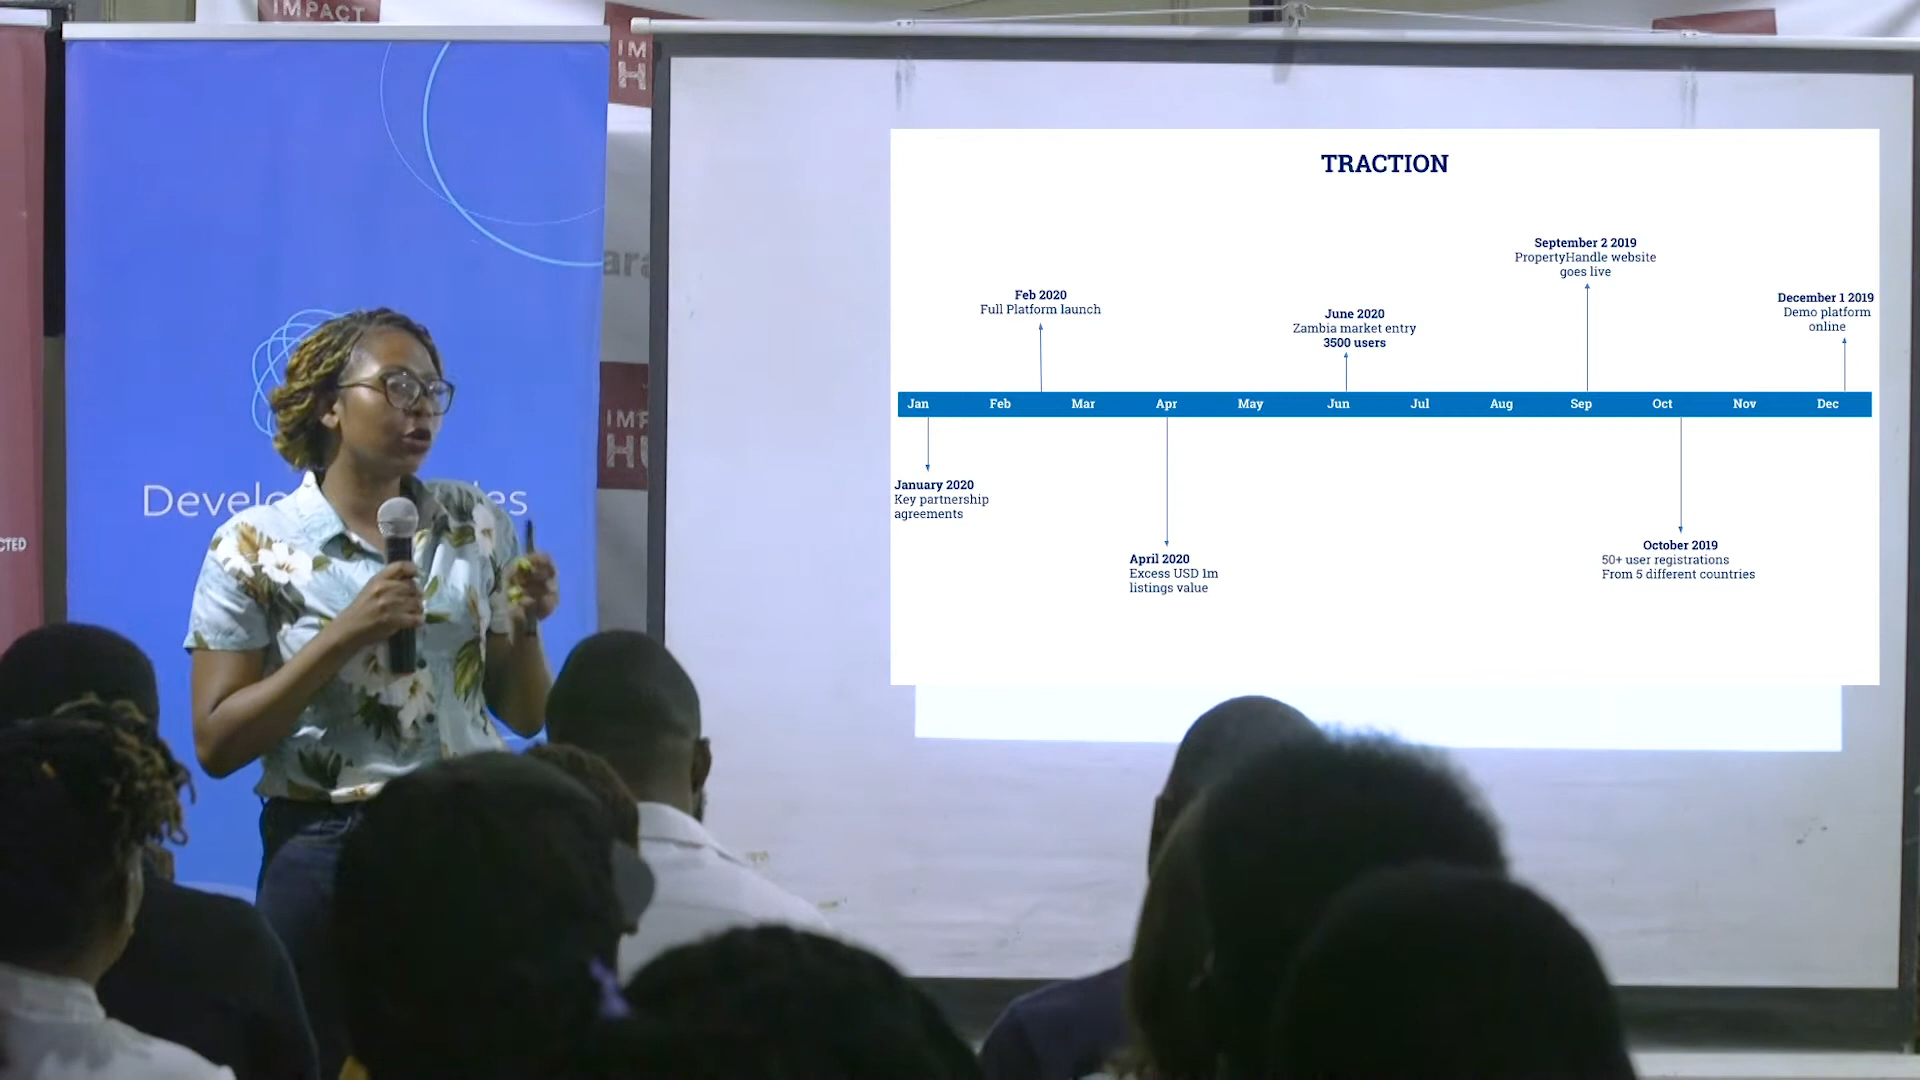 IMPACT
IM
H
TRACTION
September 2 2019
PropertyHandle website
goes live
Feb 2020
Full Platform launch
June 2020
Zambia market entry
3500 users
December 1 2019
Demo platform
online
Jan Feb Mar Apr May Jun Jul Aug Sep Oct Nov Dec
January 2020
Key partnership
agreements
April 2020
Excess USD 1m
listings value
October 2019
50+ user registrations
From 5 different countries